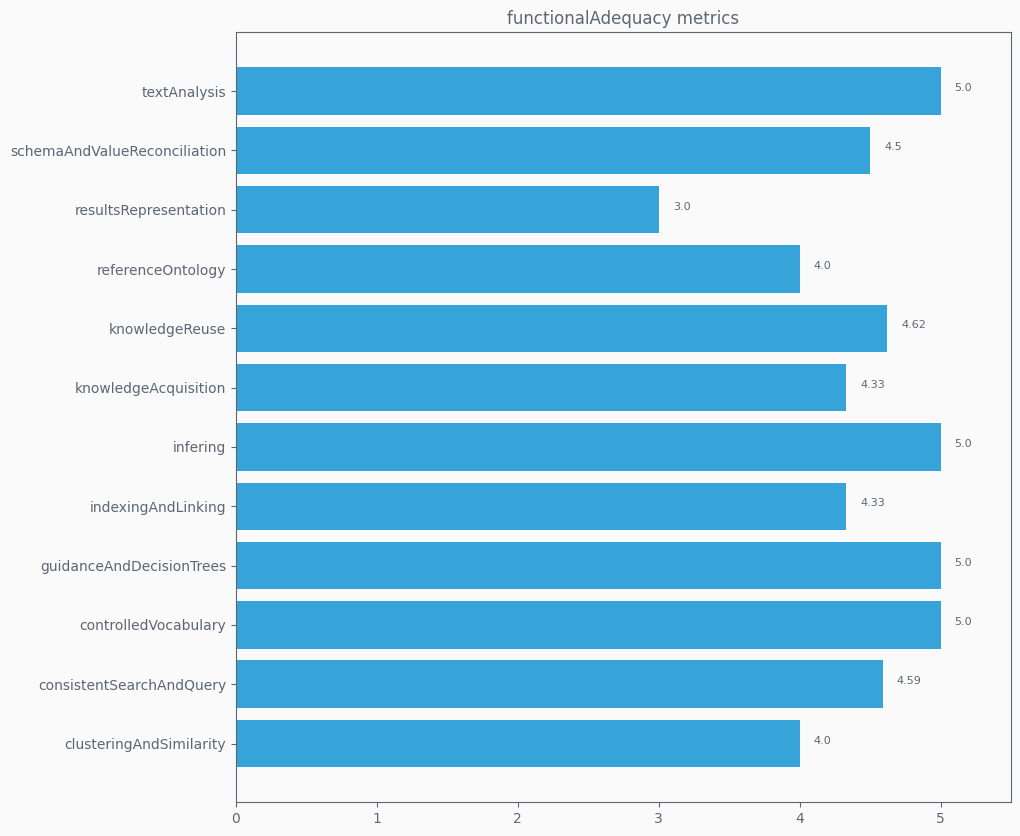 functionalAdequacy metrics
textAnalysis 5.0
schemaAndValueReconciliation 4.5
resultsRepresentation 3.0
referenceOntology 4.0
knowledgeReuse 4.62
knowledgeAcquisition 4.33
infering 5.0
indexingAndLinking 4.33
guidanceAndDecisionTrees 5.0
controlledVocabulary 5.0
consistentSearchAndQuery 4.59
clusteringAndSimilarity 4.0
0 1 2 3 4 5